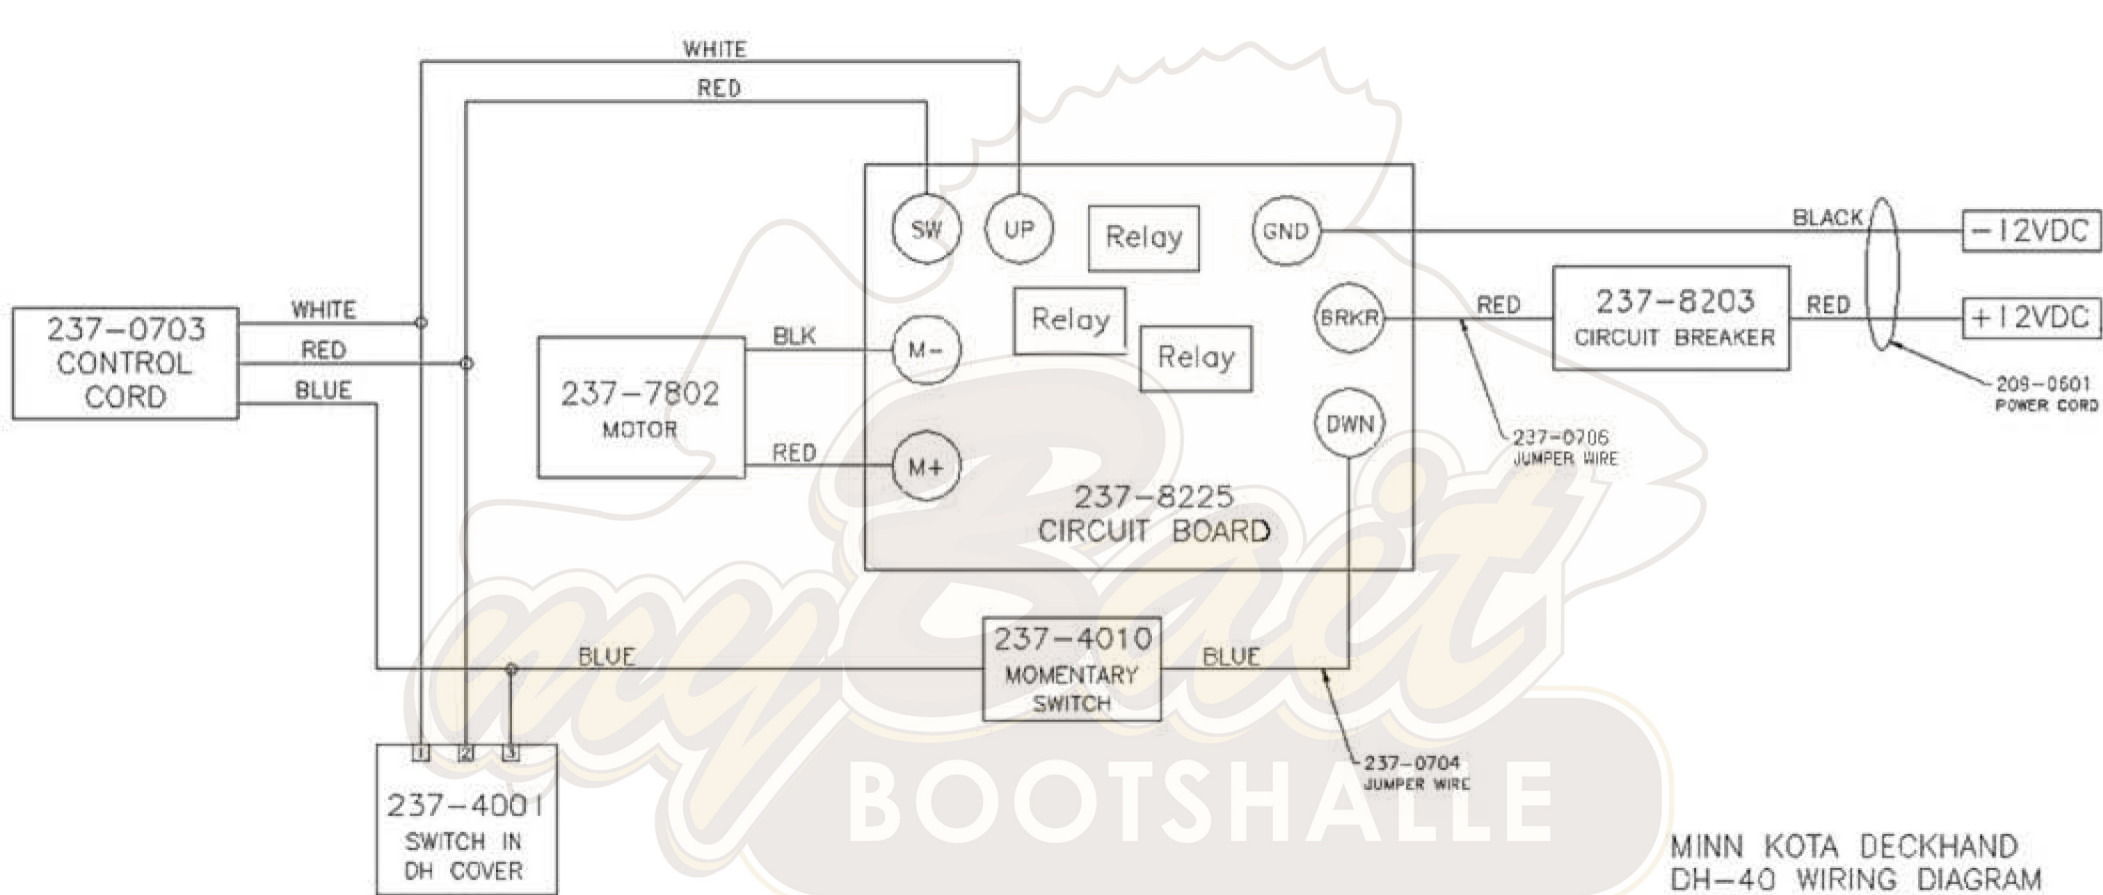 WHITE
RED
SW
UP
Relay
GND
BLACK
-12VDC
237-0703
CONTROL
CORD
WHITE
RED
BLUE
237-7802
MOTOR
BLK
RED
M-
M+
Relay
Relay
BRKR
DWN
RED
237-8203
CIRCUIT BREAKER
RED
+12VDC
209-0601
POWER CORD
237-0706
JUMPER WIRE
237-8225
CIRCUIT BOARD
BLUE
237-4010
MOMENTARY
SWITCH
BLUE
237-0704
JUMPER WIRE
1 2 3
237-4001
SWITCH IN
DH COVER
myBait
BOOTSHALLE
MINN KOTA DECKHAND
DH-40 WIRING DIAGRAM